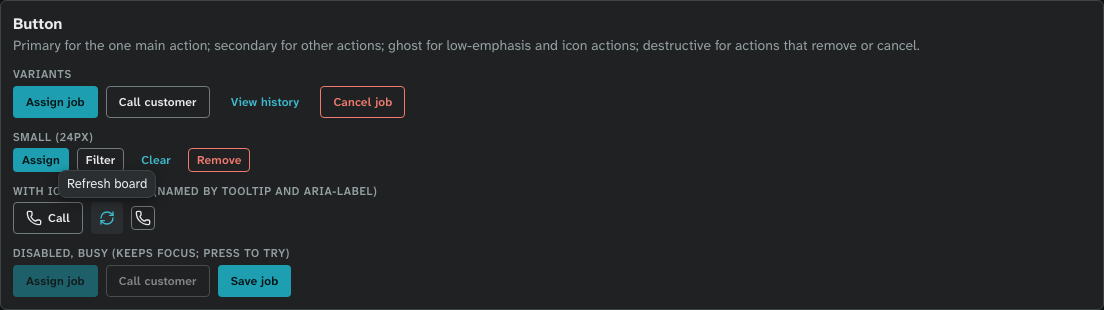 Button
Primary for the one main action; secondary for other actions; ghost for low-emphasis and icon actions; destructive for actions that remove or cancel.
VARIANTS
Assign job Call customer View history Cancel job
SMALL (24PX)
Assign Filter Clear Remove
Refresh board
WITH (NAMED BY TOOLTIP AND ARIA-LABEL)
Call
DISABLED, BUSY (KEEPS FOCUS; PRESS TO TRY)
Assign job Call customer Save job